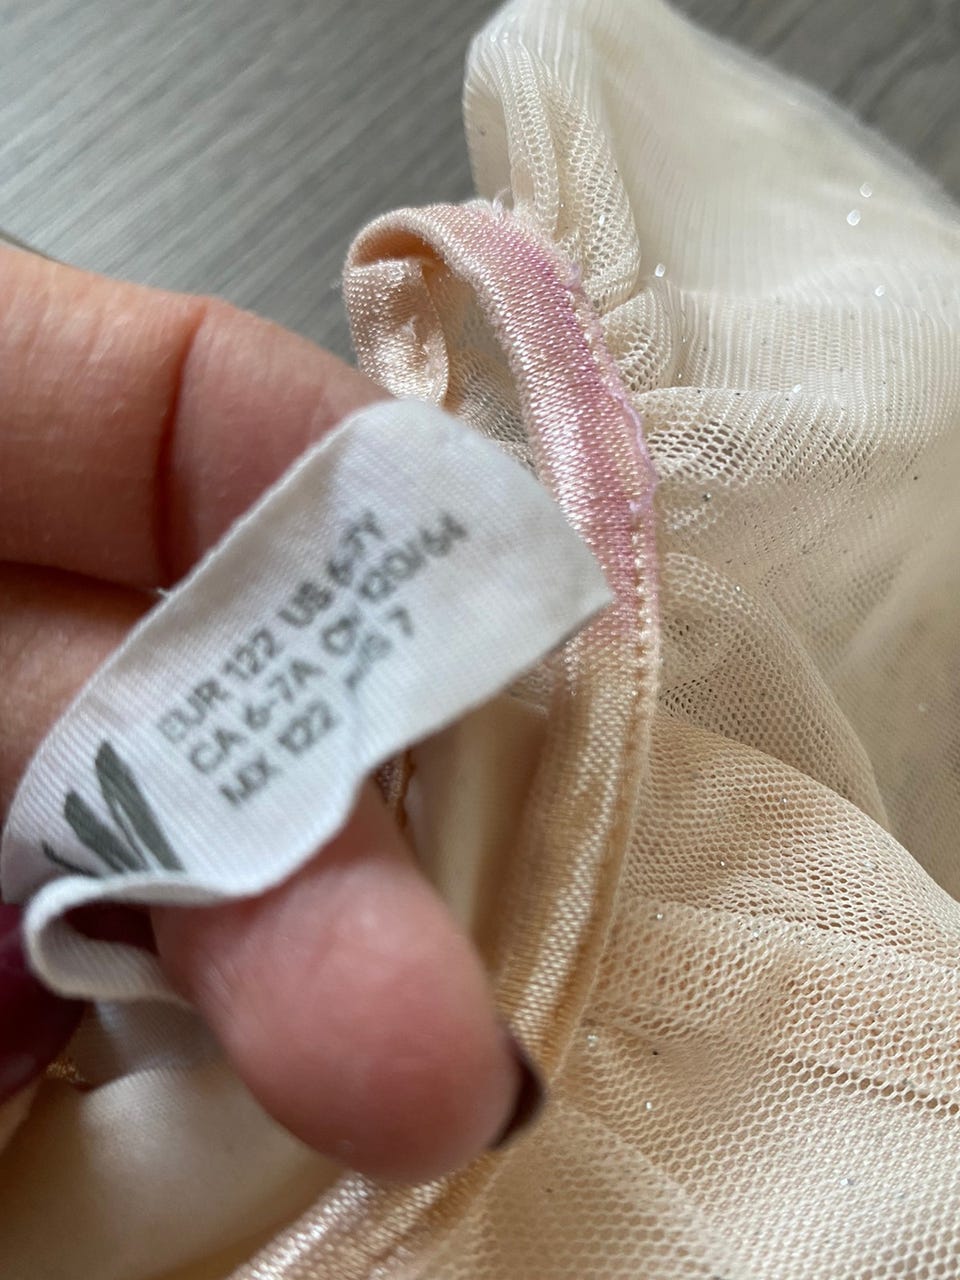 EUR 122 US 6-7Y
CA 6-7A CN 120/64
MX 122 7